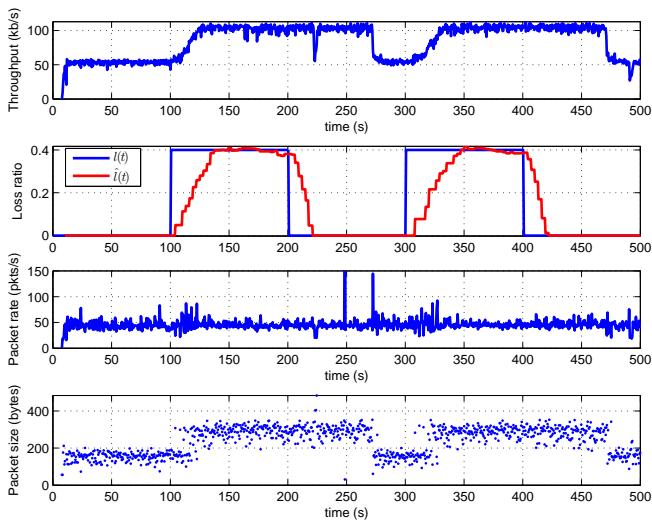 Throughput (kb/s)
100
50
0
0 50 100 150 200 250 300 350 400 450 500
time (s)
Loss ratio
0.4
0.2
0
l(t)
l̂(t)
0 50 100 150 200 250 300 350 400 450 500
time (s)
Packet rate (pkts/s)
150
100
50
0
0 50 100 150 200 250 300 350 400 450 500
time (s)
Packet size (bytes)
400
200
0
0 50 100 150 200 250 300 350 400 450 500
time (s)